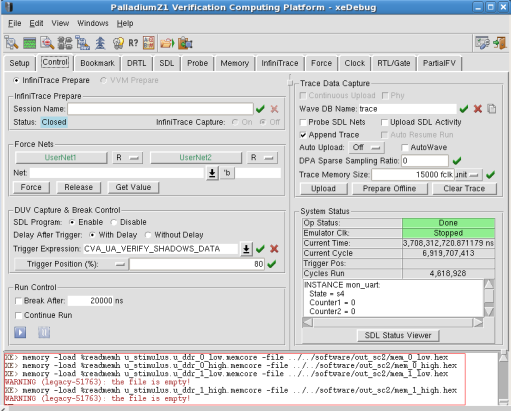 PalladiumZ1 Verification Computing Platform - xeDebug
File Edit View Windows Help
Setup Control Bookmark DRTL SDL Probe Memory InfiniTrace Force Clock RTL/Gate PartialFV
InfiniTrace Prepare VVM Prepare
InfiniTrace Prepare
Session Name:
Status: Closed InfiniTrace Capture: On Off
Force Nets
UserNet1 R UserNet2 R
Net: 'b
Force Release Get Value
DUV Capture & Break Control
SDL Program: Enable Disable
Delay After Trigger: With Delay Without Delay
Trigger Expression: CVA_UA_VERIFY_SHADOWS_DATA
Trigger Position (%): 80
Run Control
Break After: 20000 ns
Continue Run
Trace Data Capture
Continuous Upload Phy
Wave DB Name: trace
Probe SDL Nets Upload SDL Activity
Append Trace Auto Resume Run
Auto Upload: Off AutoWave
DPA Sparse Sampling Ratio: 0
Trace Memory Size: 15000 fclk unit
Upload Prepare Offline Clear Trace
System Status
Op Status: Done
Emulator Clk: Stopped
Current Time: 3,708,312,720.871179 ns
Current Cycle 6,919,707,413
Trigger Pos:
Cycles Run 4,618,928
INSTANCE mon_uart:
State = s4
Counter1 = 0
Counter2 = 0
SDL Status Viewer
XE> memory -load %readmemh u_stimulus.u_ddr_0_low.memcore -file ../../software/out_sc2/mem_0_low.hex
XE> memory -load %readmemh u_stimulus.u_ddr_0_high.memcore -file ../../software/out_sc2/mem_0_high.hex
XE> memory -load %readmemh u_stimulus.u_ddr_1_low.memcore -file ../../software/out_sc2/mem_1_low.hex
WARNING (legacy-51763): the file is empty!
XE> memory -load %readmemh u_stimulus.u_ddr_1_high.memcore -file ../../software/out_sc2/mem_1_high.hex
WARNING (legacy-51763): the file is empty!